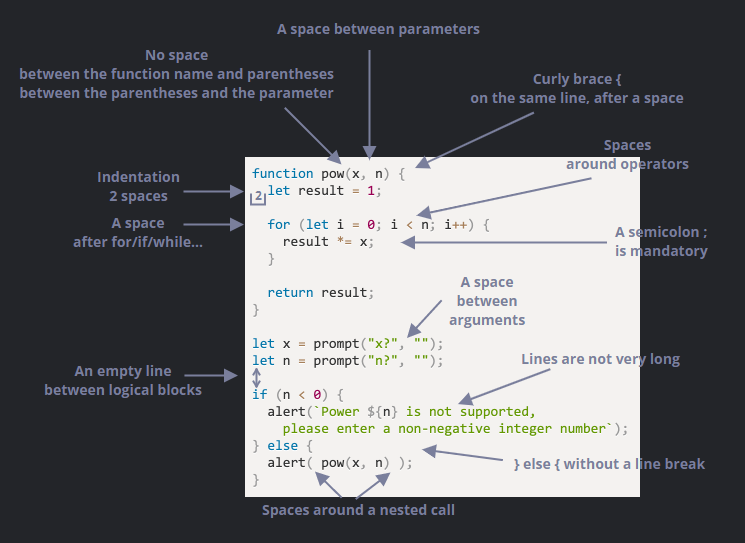 A space between parameters
No space
between the function name and parentheses
between the parentheses and the parameter
Curly brace {
on the same line, after a space
Indentation
2 spaces
Spaces
around operators
A space
after for/if/while...
A semicolon ;
is mandatory
function pow(x, n) {
2
  let result = 1;

  for (let i = 0; i < n; i++) {
    result *= x;
  }

  return result;
}

let x = prompt("x?", "");
let n = prompt("n?", "");

if (n < 0) {
  alert(`Power ${n} is not supported,
    please enter a non-negative integer number`);
} else {
  alert( pow(x, n) );
}
A space
between
arguments
An empty line
between logical blocks
Lines are not very long
} else { without a line break
Spaces around a nested call